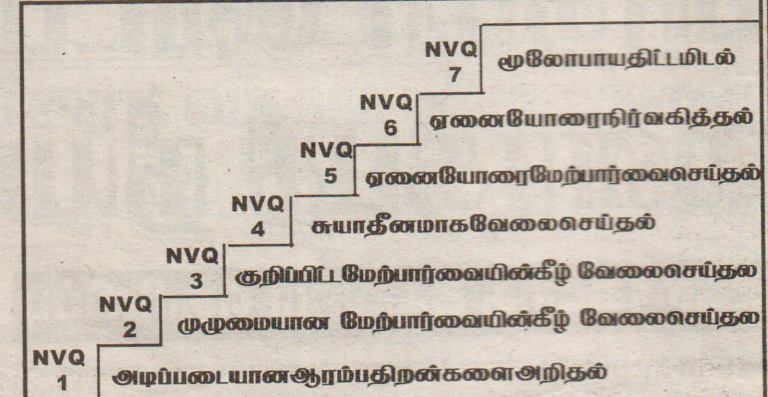 NVQ
7
மூலோபாயதிட்டமிடல்
NVQ
6
ஏனையோரைநிர்வகித்தல்
NVQ
5
ஏனையோரைமேற்பார்வைசெய்தல்
NVQ
4
சுயாதீனமாகவேலைசெய்தல்
NVQ
3
குறிப்பிட்டமேற்பார்வையின்கீழ் வேலைசெய்தல
NVQ
2
முழுமையான மேற்பார்வையின்கீழ் வேலைசெய்தல
NVQ
1
அடிப்படையானஆரம்பதிறன்களைஅறிதல்